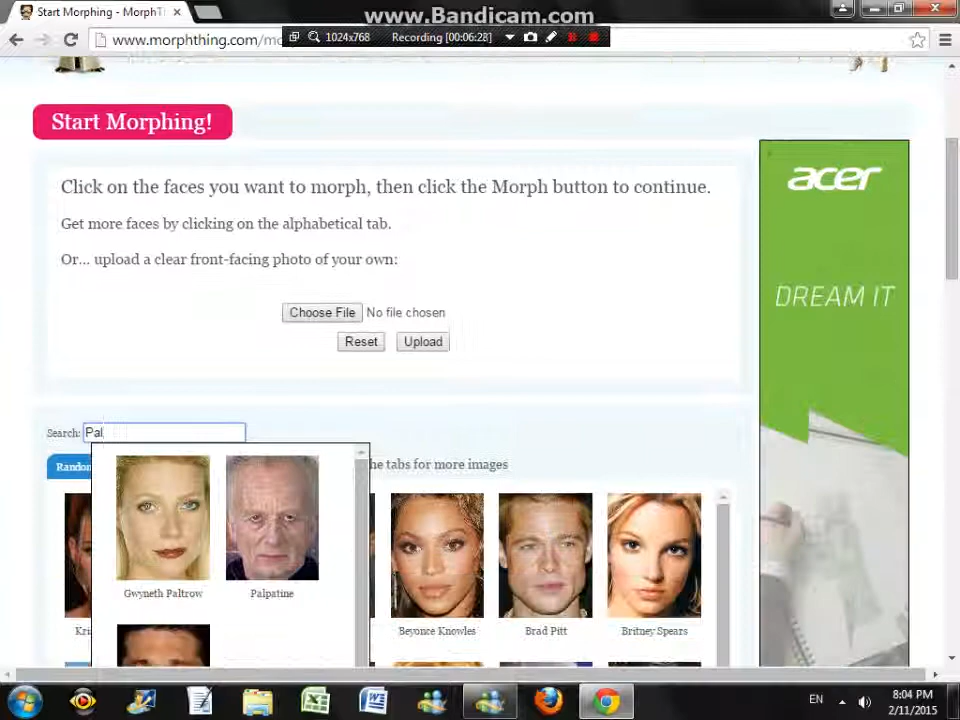 www.Bandicam.com
Start Morphing - MorphT
www.morphthing.com/mo
1024x768
Recording [00:06:28]
Start Morphing!
Click on the faces you want to morph, then click the Morph button to continue.
Get more faces by clicking on the alphabetical tab.
Or... upload a clear front-facing photo of your own:
Choose File No file chosen
Reset Upload
acer
DREAM IT
Search: Pal
Random
he tabs for more images
Gwyneth Paltrow
Palpatine
Kri
Beyonce Knowles
Brad Pitt
Britney Spears
EN
8:04 PM
2/11/2015